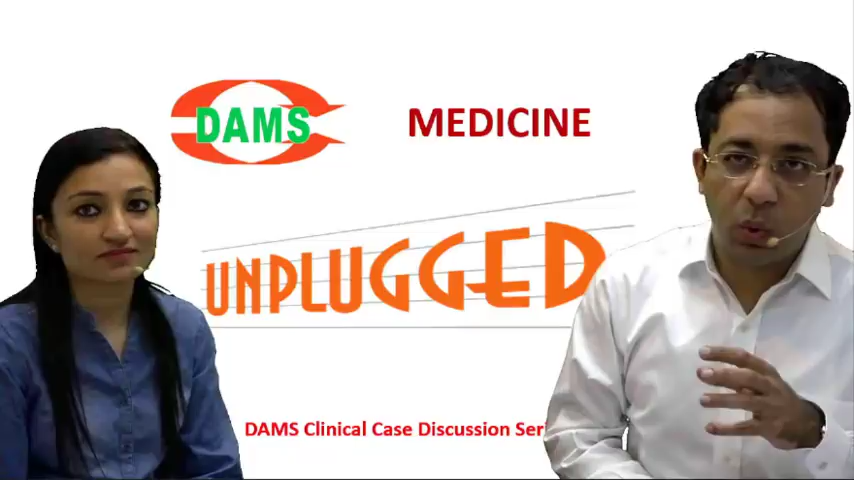 DAMS
MEDICINE
UNPLUGGED
DAMS Clinical Case Discussion Ser